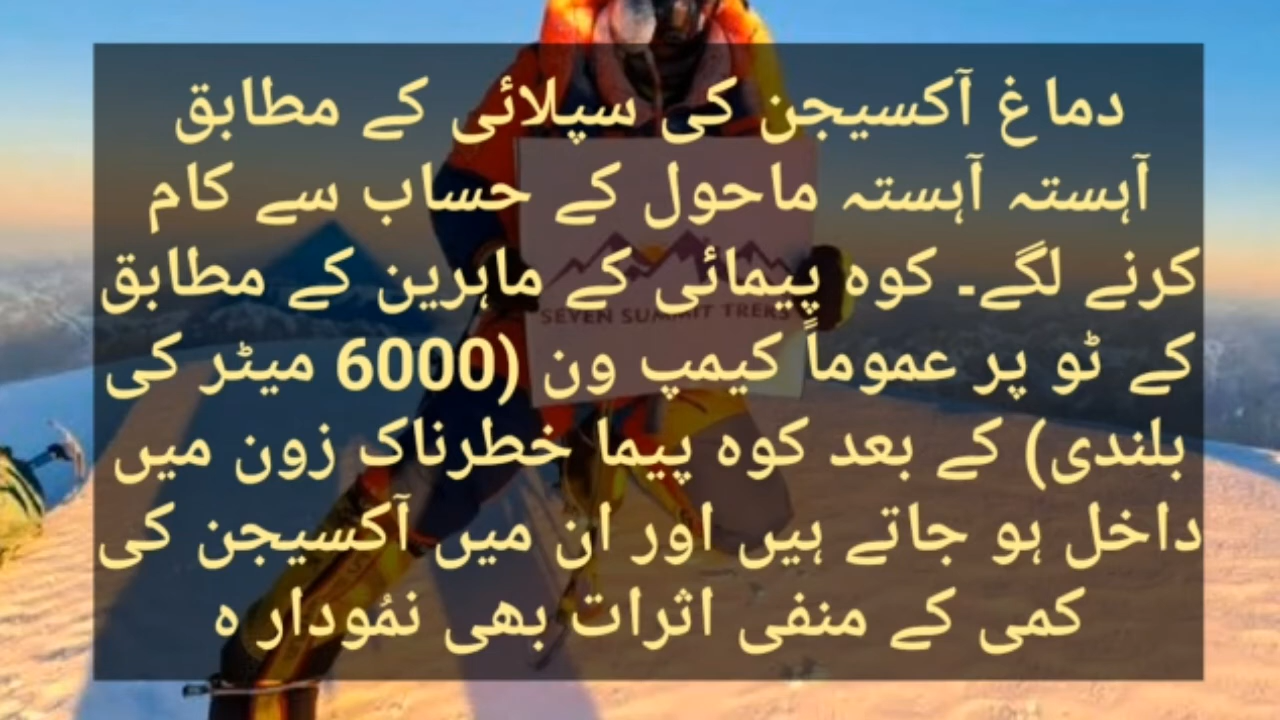 دماغ آکسیجن کی سپلائی کے مطابق
آہستہ آہستہ ماحول کے حساب سے کام
کرنے لگے۔ کوہ پیمائی کے ماہرین کے مطابق
کے ٹو پر عموماً کیمپ ون (6000 میٹر کی
بلندی) کے بعد کوہ پیما خطرناک زون میں
داخل ہو جاتے ہیں اور ان میں آکسیجن کی
کمی کے منفی اثرات بھی نمُودار ہ
SEVEN SUMMIT TREKS